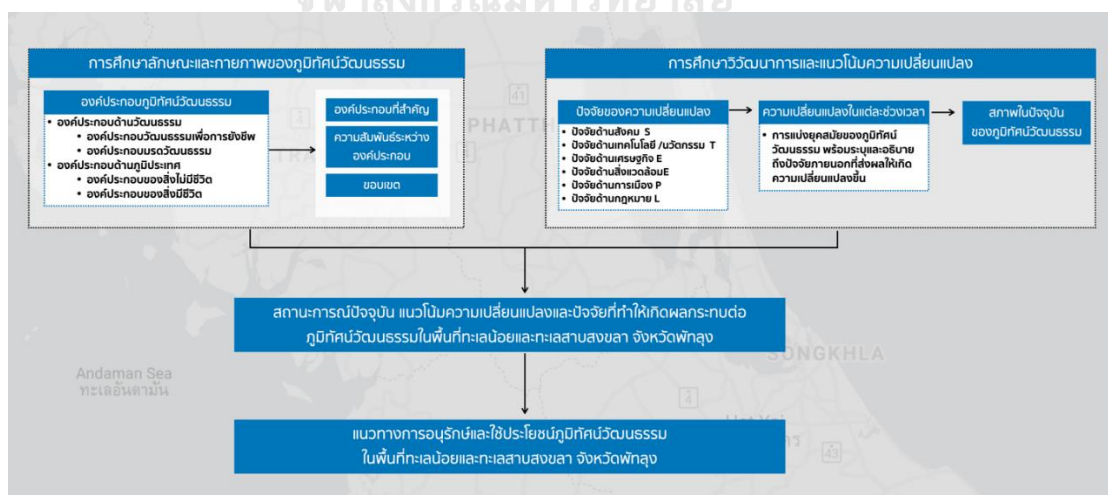 จุฬาลงกรณ์มหาวิทยาลัย
การศึกษาลักษณะและกายภาพของภูมิทัศน์วัฒนธรรม
องค์ประกอบภูมิทัศน์วัฒนธรรม
• องค์ประกอบด้านวัฒนธรรม
• องค์ประกอบวัฒนธรรมเพื่อการยังชีพ
• องค์ประกอบมรดวัฒนธรรม
• องค์ประกอบด้านภูมิประเทศ
• องค์ประกอบของสิ่งไม่มีชีวิต
• องค์ประกอบของสิ่งมีชีวิต
องค์ประกอบที่สำคัญ
ความสัมพันธ์ระหว่าง
องค์ประกอบ
ขอบเขต
การศึกษาวิวัฒนาการและแนวโน้มความเปลี่ยนแปลง
ปัจจัยของความเปลี่ยนแปลง
• ปัจจัยด้านสังคม S
• ปัจจัยด้านเทคโนโลยี /นวัตกรรม T
• ปัจจัยด้านเศรษฐกิจ E
• ปัจจัยด้านสิ่งแวดล้อมE
• ปัจจัยด้านการเมือง P
• ปัจจัยด้านกฎหมาย L
ความเปลี่ยนแปลงในแต่ละช่วงเวลา
• การแบ่งยุคสมัยของภูมิทัศน์
วัฒนธรรม พร้อมระบุและอธิบาย
ถึงปัจจัยภายนอกที่ส่งผลให้เกิด
ความเปลี่ยนแปลงขึ้น
สภาพในปัจจุบัน
ของภูมิทัศน์วัฒนธรรม
41
PHATTH
TRA
สถานะการณ์ปัจจุบัน แนวโน้มความเปลี่ยนแปลงและปัจจัยที่ทำให้เกิดผลกระทบต่อ
ภูมิทัศน์วัฒนธรรมในพื้นที่ทะเลน้อยและทะเลสาบสงขลา จังหวัดพัทลุง
SONGKHLA
Andaman Sea
ทะเลอันดามัน
4
แนวทางการอนุรักษ์และใช้ประโยชน์ภูมิทัศน์วัฒนธรรม
ในพื้นที่ทะเลน้อยและทะเลสาบสงขลา จังหวัดพัทลุง
43